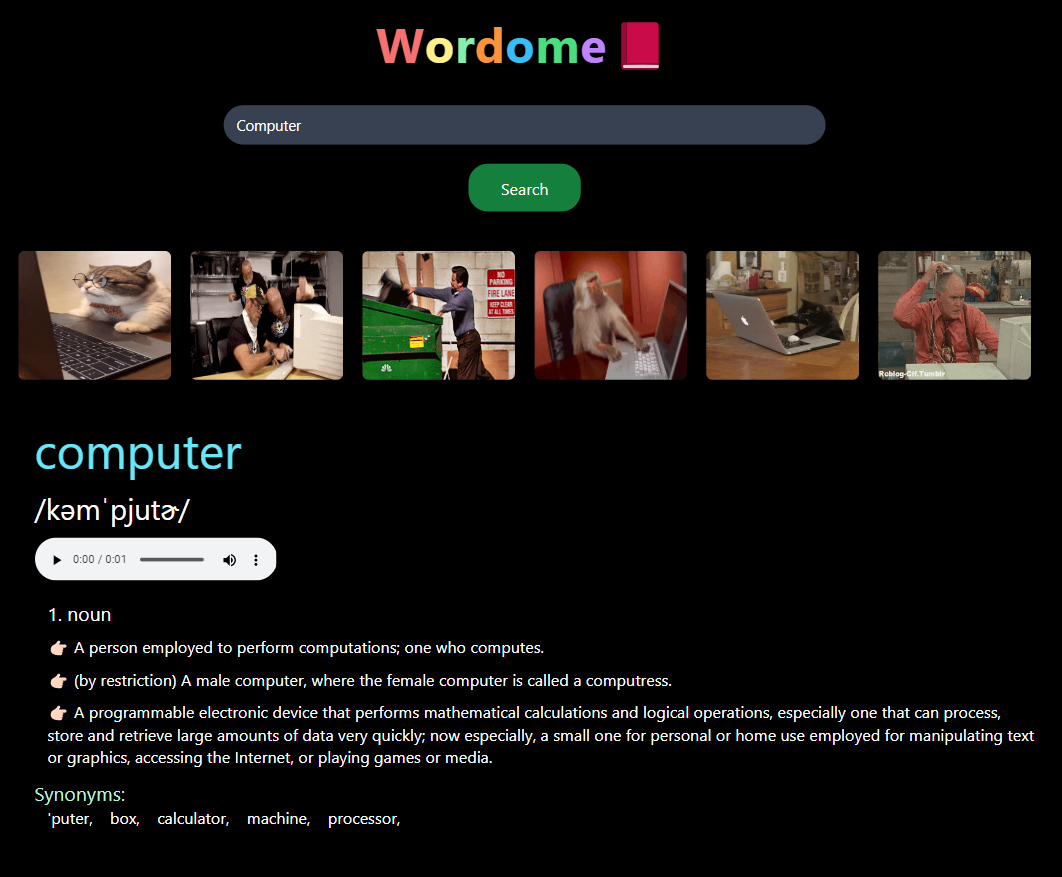 Wordome
Computer
Search
NO
PARKING
FIRE LANE
KEEP CLEAR
AT ALL TIMES
Reblog-Gif.Tumblr
computer
/kəmˈpjutɚ/
0:00 / 0:01
1. noun
👉🏻 A person employed to perform computations; one who computes.
👉🏻 (by restriction) A male computer, where the female computer is called a computress.
👉🏻 A programmable electronic device that performs mathematical calculations and logical operations, especially one that can process,
store and retrieve large amounts of data very quickly; now especially, a small one for personal or home use employed for manipulating text
or graphics, accessing the Internet, or playing games or media.
Synonyms:
'puter, box, calculator, machine, processor,